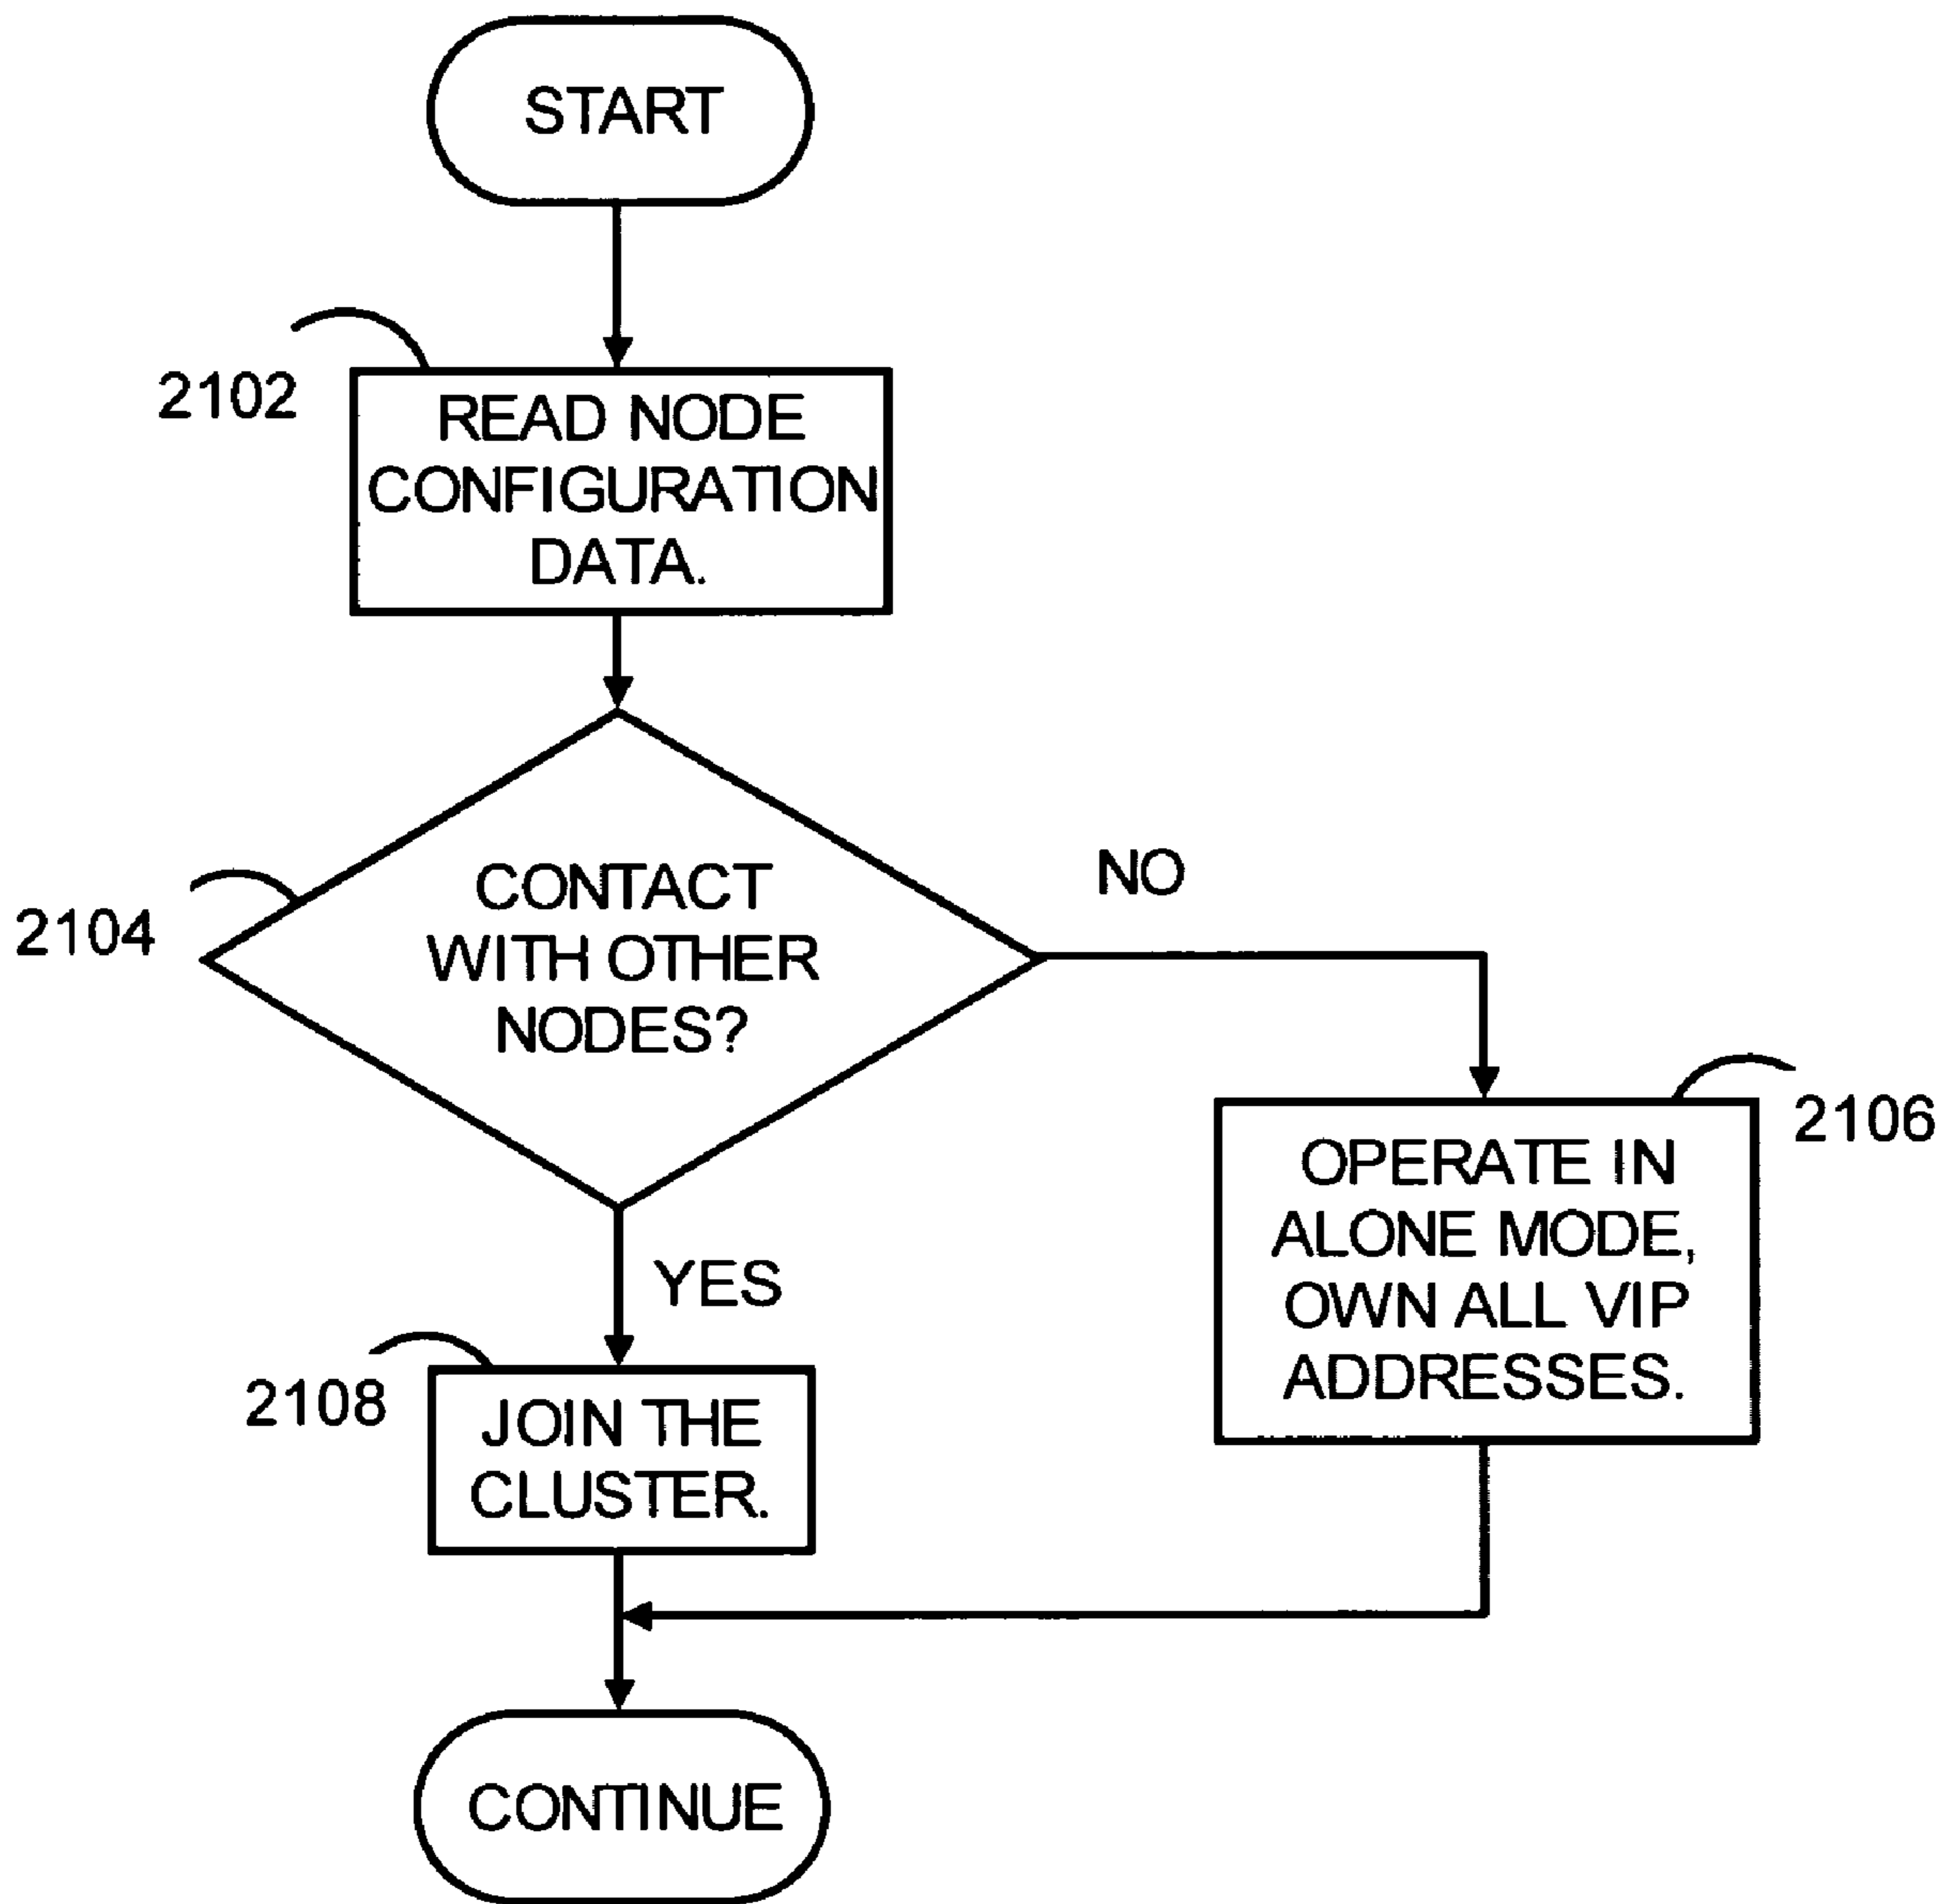 START
2102
READ NODE
CONFIGURATION
DATA.
2104
CONTACT
WITH OTHER
NODES?
NO
YES
2106
OPERATE IN
ALONE MODE,
OWN ALL VIP
ADDRESSES.
2108
JOIN THE
CLUSTER.
CONTINUE